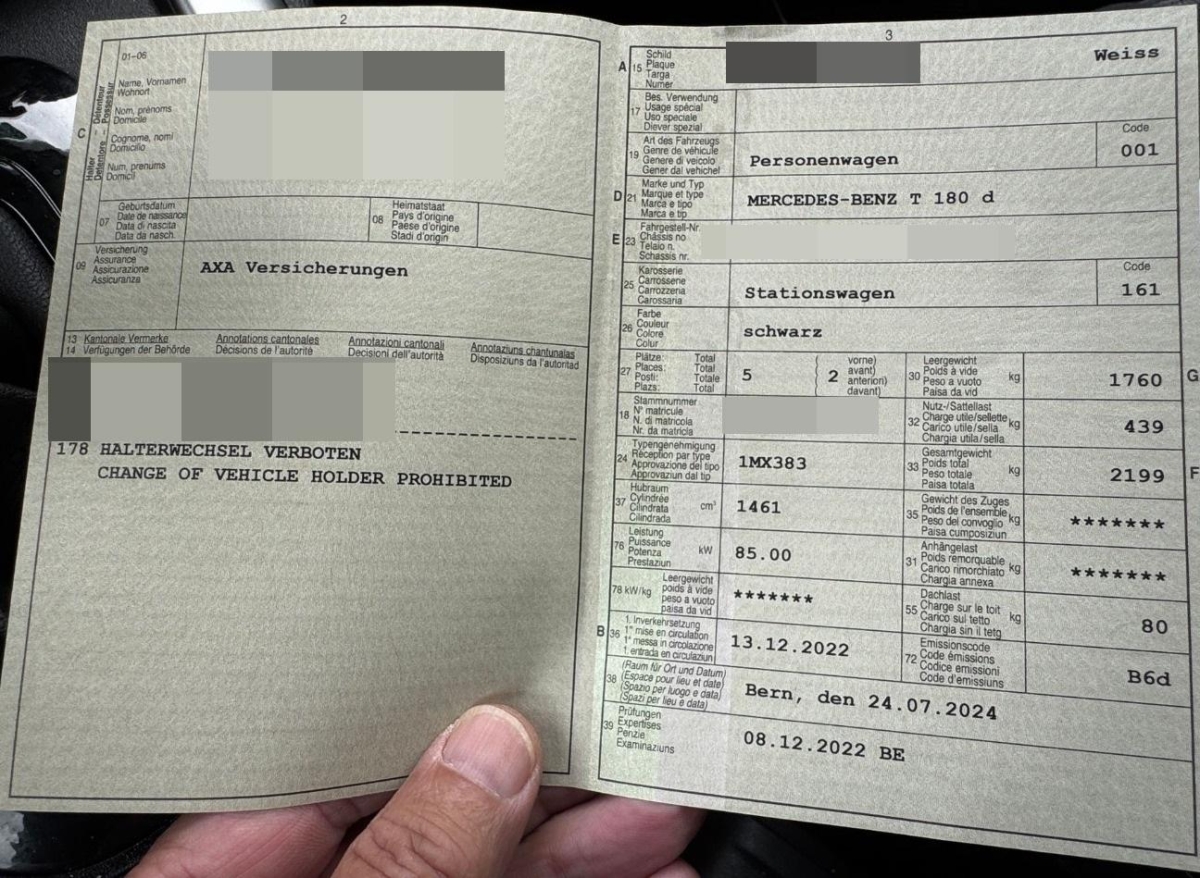 2
01-06
Name, Vornamen
Wohnort
Nom, prénoms
Domicile
Cognome, nomi
Domicilio
Num, prenums
Domicil
C
Halter – Détenteur
Detentore – Possessur
07
Geburtsdatum
Date de naissance
Data di nascita
Data da nasch.
08
Heimatstaat
Pays d'origine
Paese d'origine
Stadi d'origin
09
Versicherung
Assurance
Assicurazione
Assicuranza
AXA Versicherungen
13 Kantonale Vermerke Annotations cantonales Annotazioni cantonali Annotaziuns chantunalas
14 Verfügungen der Behörde Décisions de l'autorité Decisioni dell'autorità Disposiziuns da l'autoritad
178 HALTERWECHSEL VERBOTEN
CHANGE OF VEHICLE HOLDER PROHIBITED
3
A 15
Schild
Plaque
Targa
Numer
Weiss
17
Bes. Verwendung
Usage spécial
Uso speciale
Diever spezial
19
Art des Fahrzeugs
Genre de véhicule
Genere di veicolo
Gener dal vehichel
Personenwagen
Code
001
D 21
Marke und Typ
Marque et type
Marca e tipo
Marca e tip
MERCEDES-BENZ T 180 d
E 23
Fahrgestell-Nr.
Châssis no
Telaio n.
Schassis nr.
25
Karosserie
Carrosserie
Carrozzeria
Carossaria
Stationswagen
Code
161
26
Farbe
Couleur
Colore
Colur
schwarz
27
Plätze: Total
Places: Total
Posti: Totale
Plazs: Total
5
( 2
vorne)
avant)
anteriori)
davant)
30
Leergewicht
Poids à vide
Peso a vuoto
Paisa da vid
kg
1760
G
18
Stammnummer
N° matricule
N. di matricola
Nr. da matricla
32
Nutz-/Sattellast
Charge utile/sellette
Carico utile/sella
Chargia utila/sella
kg
439
24
Typengenehmigung
Réception par type
Approvazione del tipo
Approvaziun dal tip
1MX383
33
Gesamtgewicht
Poids total
Peso totale
Paisa totala
kg
2199
F
37
Hubraum
Cylindrée
Cilindrata
Cilindrada
cm³
1461
35
Gewicht des Zuges
Poids de l'ensemble
Peso del convoglio
Paisa cumposiziun
kg
*******
76
Leistung
Puissance
Potenza
Prestaziun
kW
85.00
31
Anhängelast
Poids remorquable
Carico rimorchiato
Chargia annexa
kg
*******
78 kW/kg
Leergewicht
poids à vide
peso a vuoto
paisa da vid
*******
55
Dachlast
Charge sur le toit
Carico sul tetto
Chargia sin il tetg
kg
80
B 36
1. Inverkehrsetzung
1re mise en circulation
1a messa in circolazione
1. entrada en circulaziun
13.12.2022
72
Emissionscode
Code émissions
Codice emissioni
Code d'emissiuns
B6d
38
(Raum für Ort und Datum)
(Espace pour lieu et date)
(Spazio per luogo e data)
(Spazi per lieu e data)
Bern, den 24.07.2024
39
Prüfungen
Expertises
Perizie
Examinaziuns
08.12.2022 BE